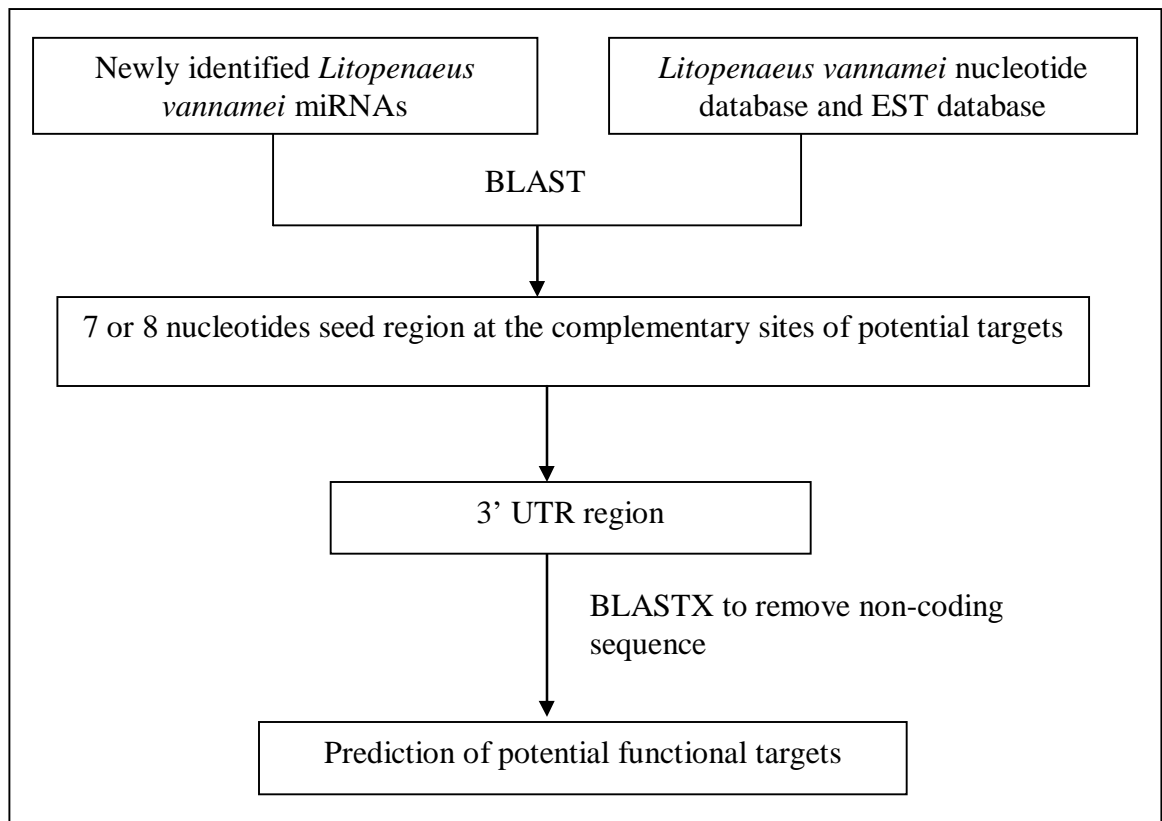 Newly identified Litopenaeus
vannamei miRNAs
Litopenaeus vannamei nucleotide
database and EST database
BLAST
7 or 8 nucleotides seed region at the complementary sites of potential targets
3’ UTR region
BLASTX to remove non-coding
sequence
Prediction of potential functional targets